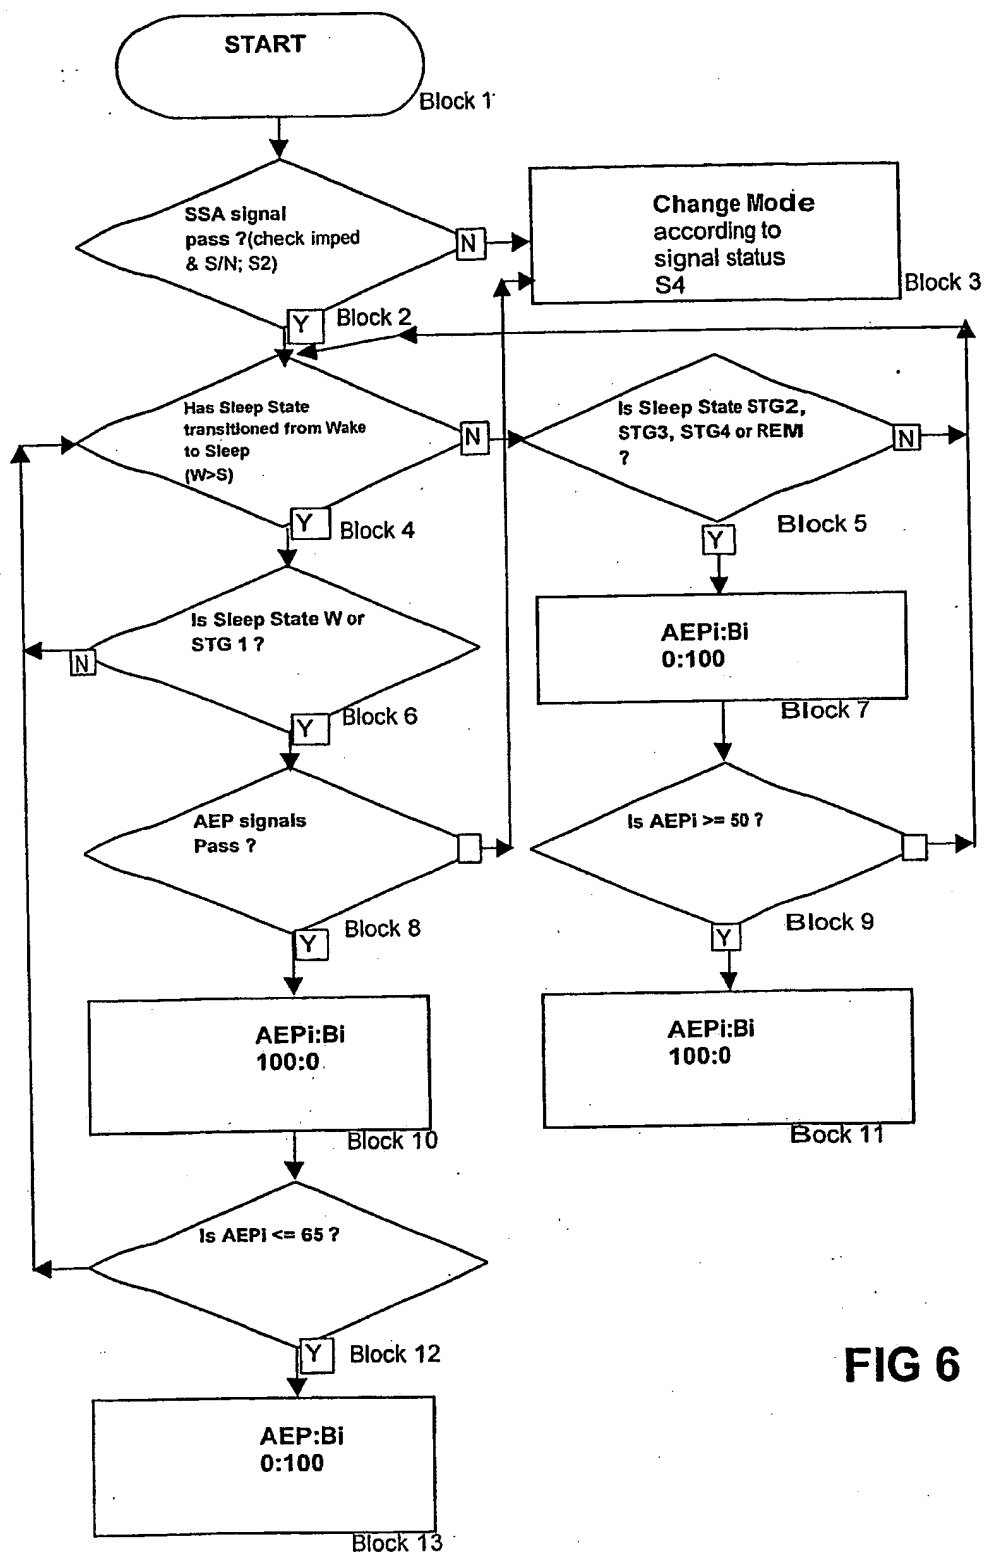 START
Block 1
SSA signal
pass ?(check imped
& S/N; S2)
N
Change Mode
according to
signal status
S4
Block 3
Y
Block 2
Has Sleep State
transitioned from Wake
to Sleep
(W>S)
N
Is Sleep State STG2,
STG3, STG4 or REM
?
N
Y
Block 4
Y
Block 5
Is Sleep State W or
STG 1 ?
N
AEPi:Bi
0:100
Block 7
Y
Block 6
AEP signals
Pass ?
Is AEPi >= 50 ?
Y
Block 8
Y
Block 9
AEPi:Bi
100:0
Block 10
AEPi:Bi
100:0
Bock 11
Is AEPi <= 65 ?
Y
Block 12
FIG 6
AEP:Bi
0:100
Block 13